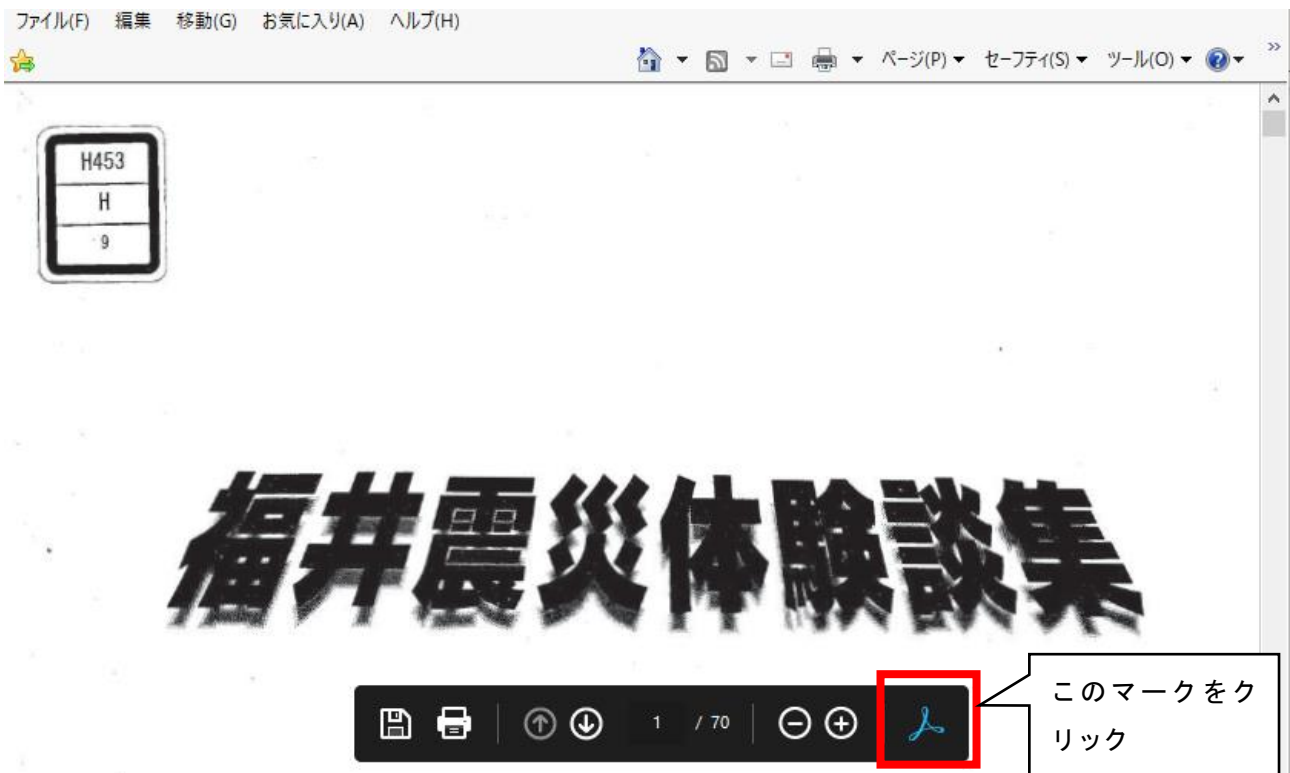 ファイル(F) 編集 移動(G) お気に入り(A) ヘルプ(H)
ページ(P) セーフティ(S) ツール(O)
H453
H
9
福井震災体験談集
1 / 70
このマークをク
リック